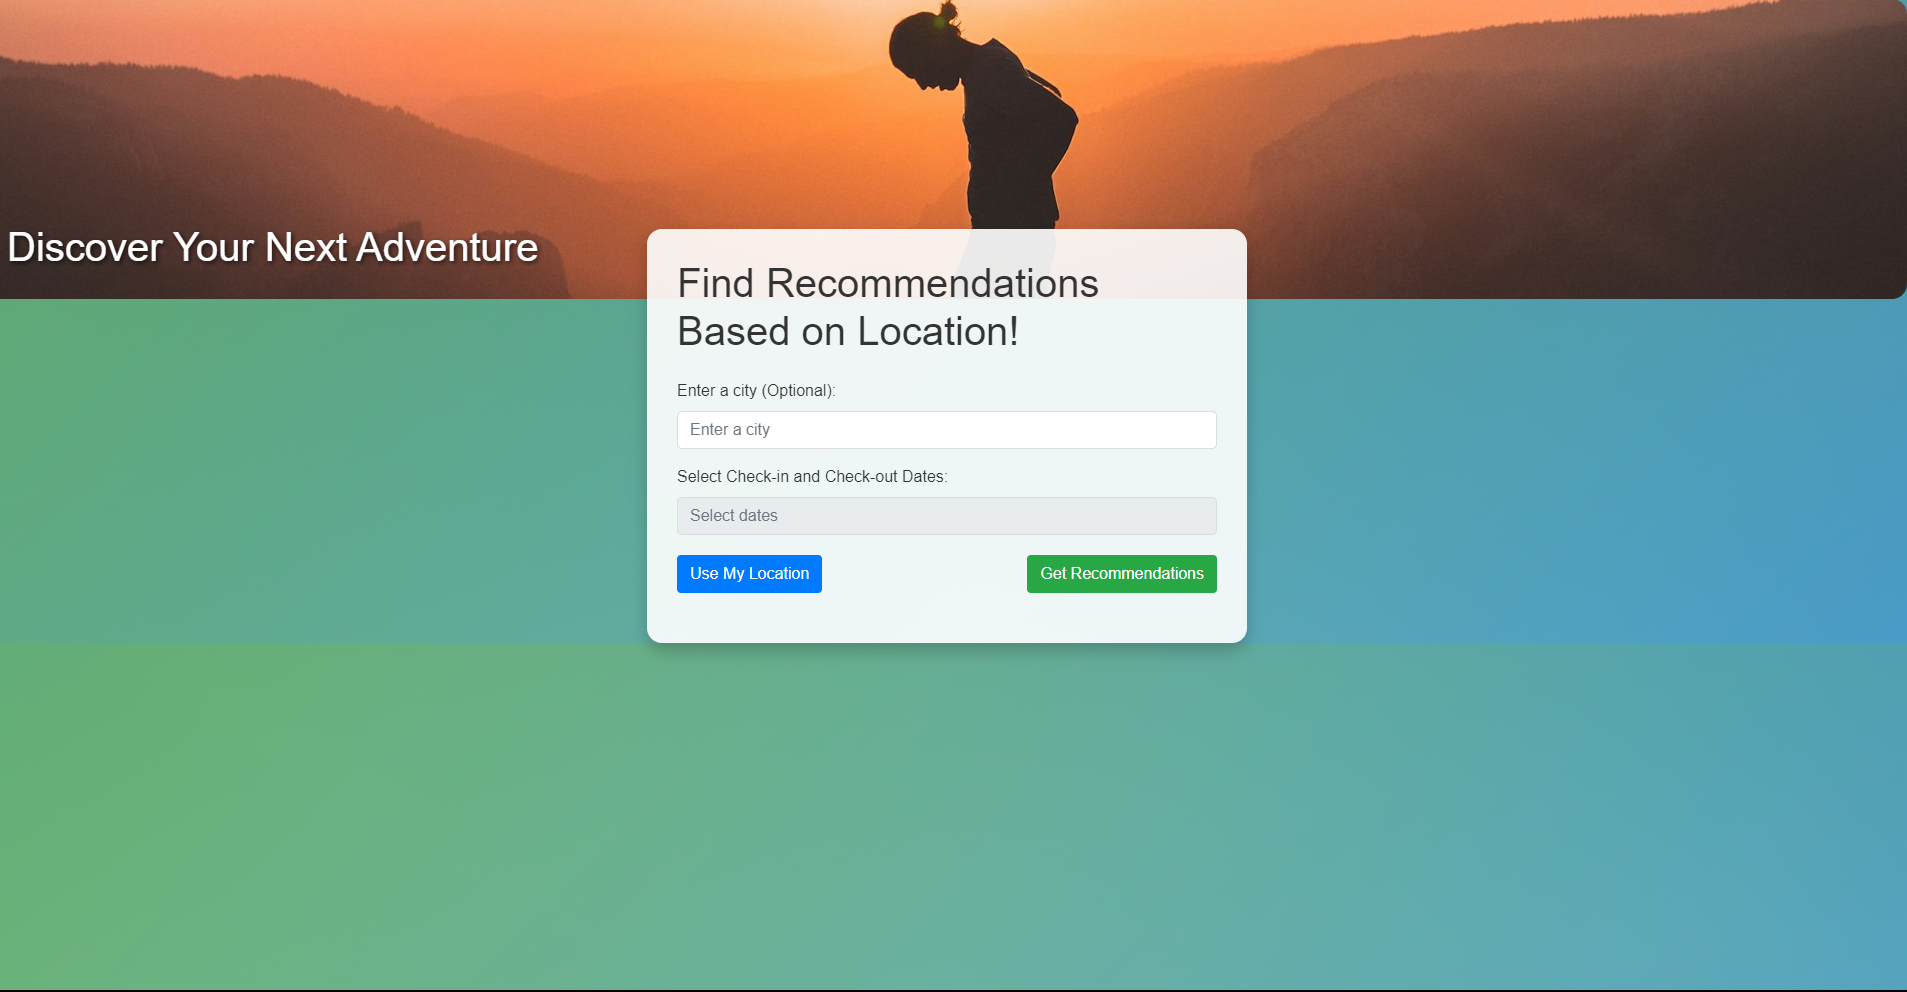 Discover Your Next Adventure
Find Recommendations
Based on Location!
Enter a city (Optional):
Enter a city
Select Check-in and Check-out Dates:
Select dates
Use My Location
Get Recommendations